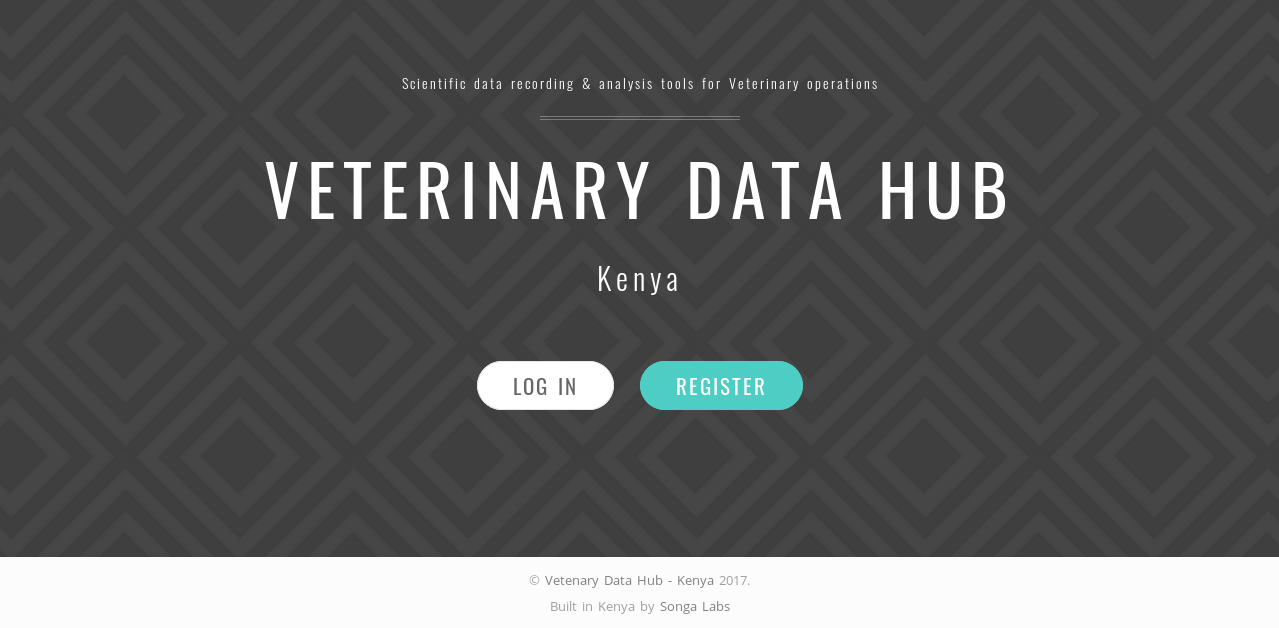 Scientific data recording & analysis tools for Veterinary operations
VETERINARY DATA HUB
Kenya
LOG IN
REGISTER
© Vetenary Data Hub - Kenya 2017.
Built in Kenya by Songa Labs